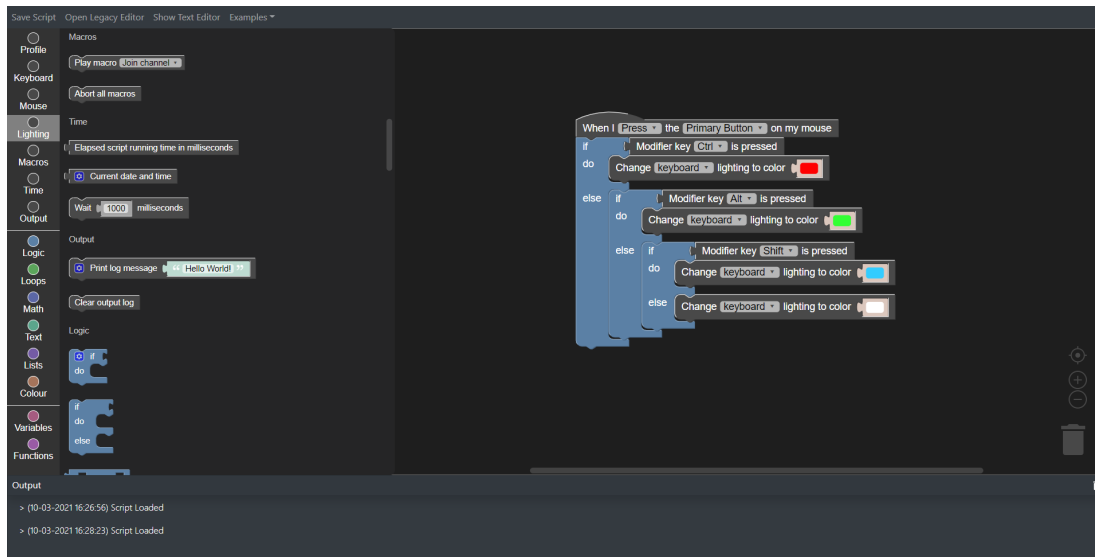 Save Script Open Legacy Editor Show Text Editor Examples
Profile
Keyboard
Mouse
Lighting
Macros
Time
Output
Logic
Loops
Math
Text
Lists
Colour
Variables
Functions
Macros
Play macro Join channel
Abort all macros
Time
Elapsed script running time in milliseconds
Current date and time
Wait 1000 milliseconds
Output
Print log message “ Hello World! ”
Clear output log
Logic
if
do
if
do
else
When I Press the Primary Button on my mouse
if Modifier key Ctrl is pressed
do Change keyboard lighting to color
else if Modifier key Alt is pressed
do Change keyboard lighting to color
else if Modifier key Shift is pressed
do Change keyboard lighting to color
else Change keyboard lighting to color
Output
> (10-03-2021 16:26:56) Script Loaded
> (10-03-2021 16:28:23) Script Loaded